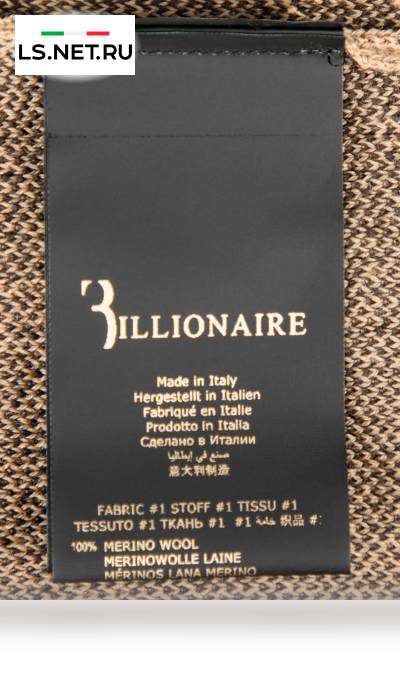 LS.NET.RU
BILLIONAIRE
Made in Italy
Hergestellt in Italien
Fabriqué en Italie
Prodotto in Italia
Сделано в Италии
صنع في إيطاليا
意大利制造
FABRIC #1 STOFF #1 TISSU #1
TESSUTO #1 ТКАНЬ #1 #1 خامة #1 织品 #1
100% MERINO WOOL
MERINOWOLLE LAINE
MÉRINOS LANA MERINO